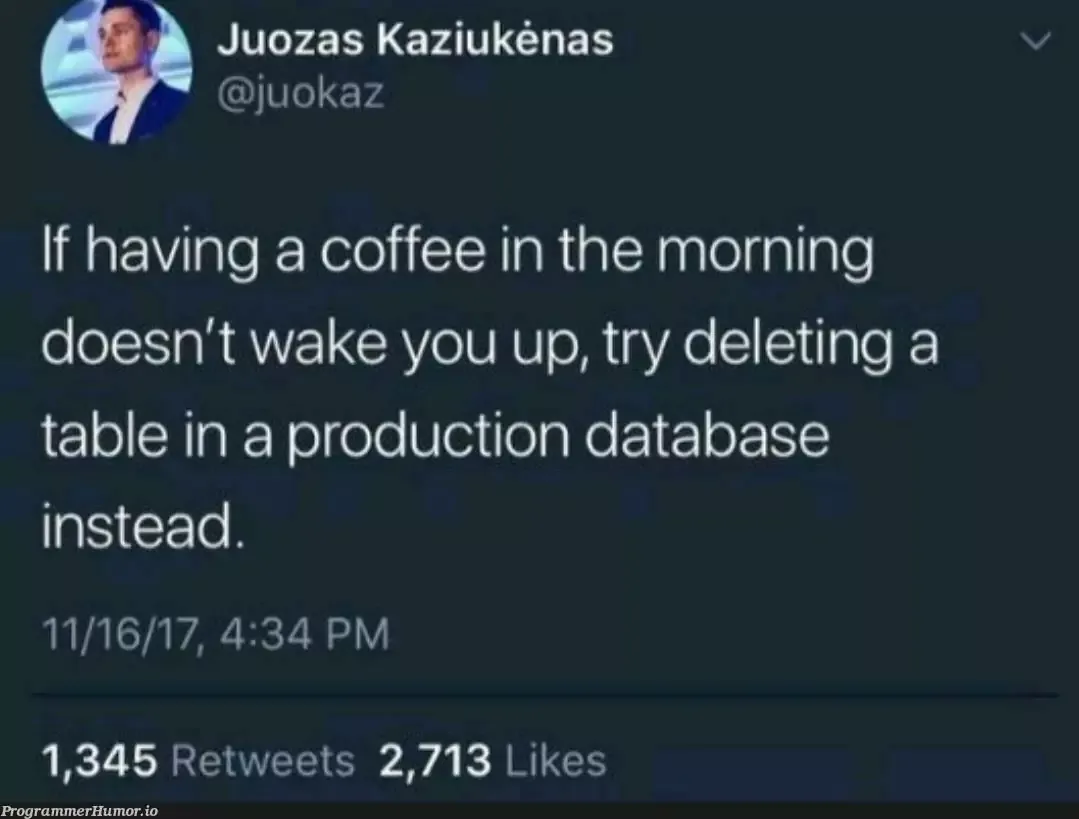 Juozas Kaziukėnas
@juokaz
If having a coffee in the morning
doesn't wake you up, try deleting a
table in a production database
instead.
11/16/17, 4:34 PM
1,345 Retweets 2,713 Likes
ProgrammerHumor.io